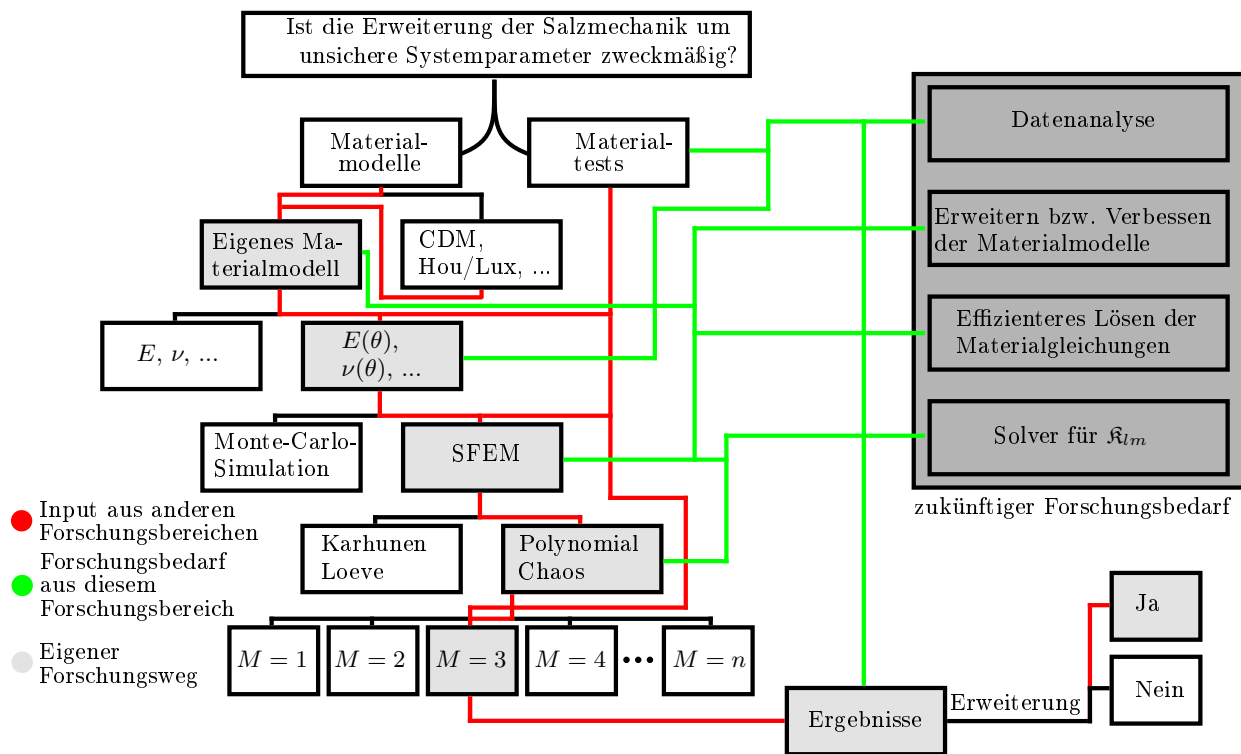 Ist die Erweiterung der Salzmechanik um
unsichere Systemparameter zweckmäßig?
Material-
modelle
Material-
tests
Eigenes Ma-
terialmodell
CDM,
Hou/Lux, ...
E, ν, ...
E(θ),
ν(θ), ...
Monte-Carlo-
Simulation
SFEM
Karhunen
Loeve
Polynomial
Chaos
M = 1
M = 2
M = 3
M = 4
•••
M = n
Ergebnisse
Erweiterung
Ja
Nein
Datenanalyse
Erweitern bzw. Verbessen
der Materialmodelle
Effizienteres Lösen der
Materialgleichungen
Solver für 𝔎lm
zukünftiger Forschungsbedarf
Input aus anderen
Forschungsbereichen
Forschungsbedarf
aus diesem
Forschungsbereich
Eigener
Forschungsweg